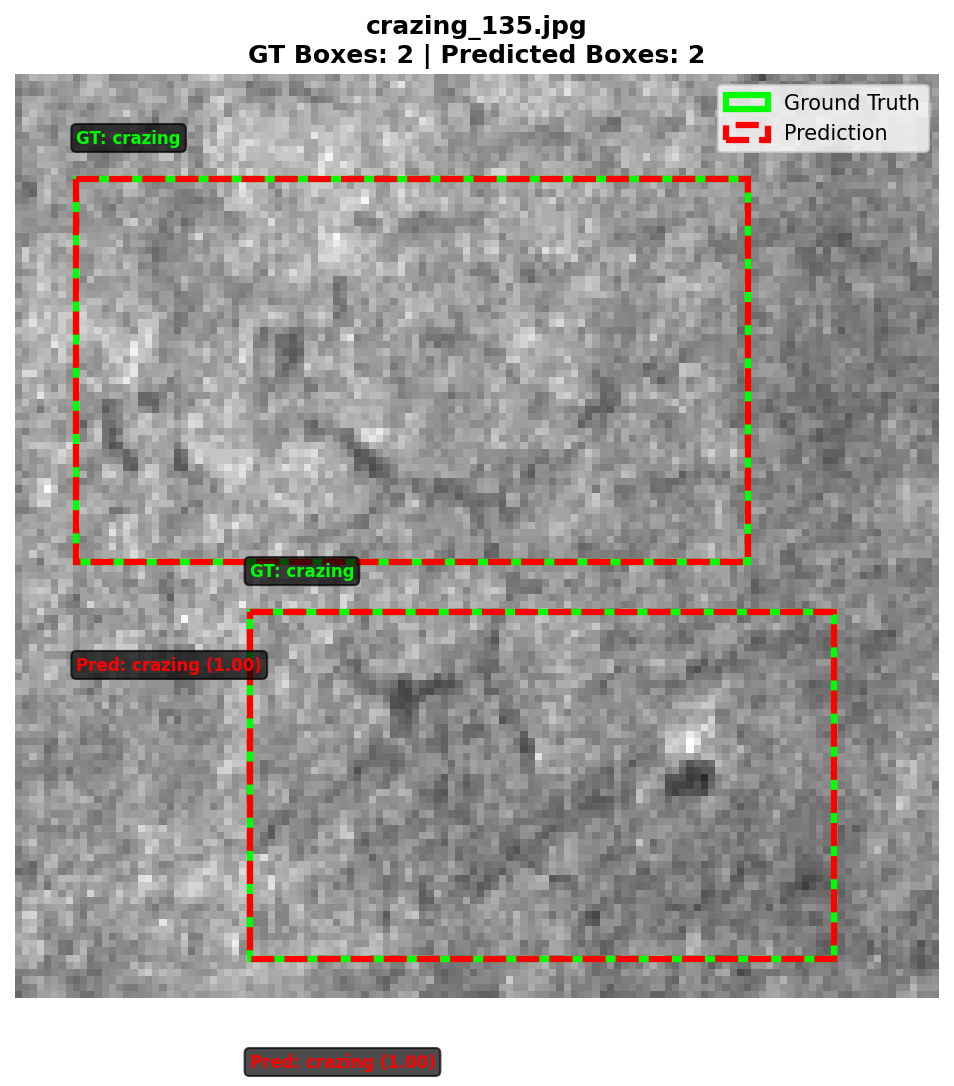 crazing_135.jpg
GT Boxes: 2 | Predicted Boxes: 2
Ground Truth
Prediction
GT: crazing
GT: crazing
Pred: crazing (1.00)
Pred: crazing (1.00)